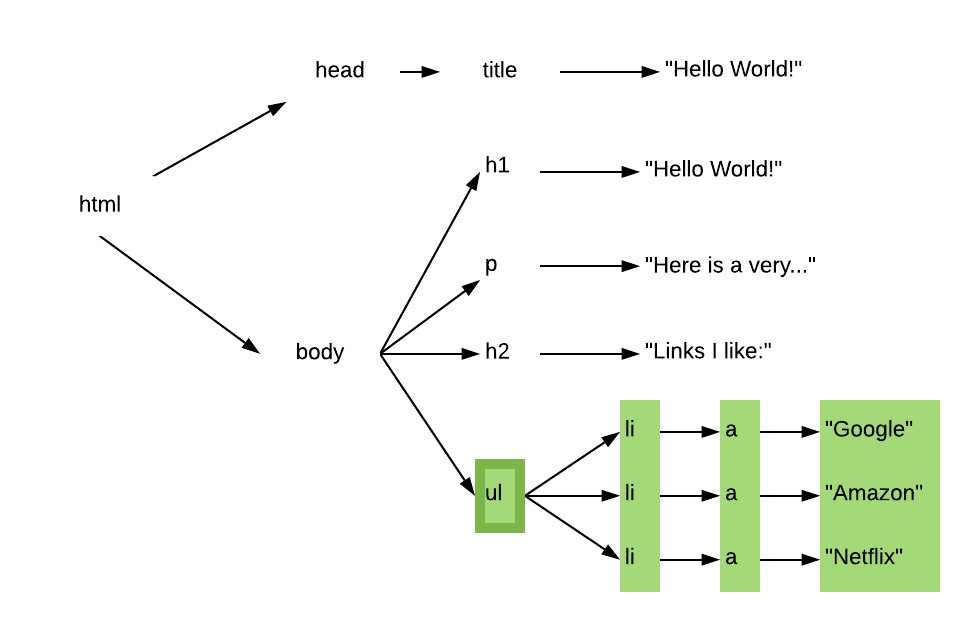 head title "Hello World!"
h1 "Hello World!"
html
p "Here is a very..."
body h2 "Links I like:"
li a "Google"
ul li a "Amazon"
li a "Netflix"